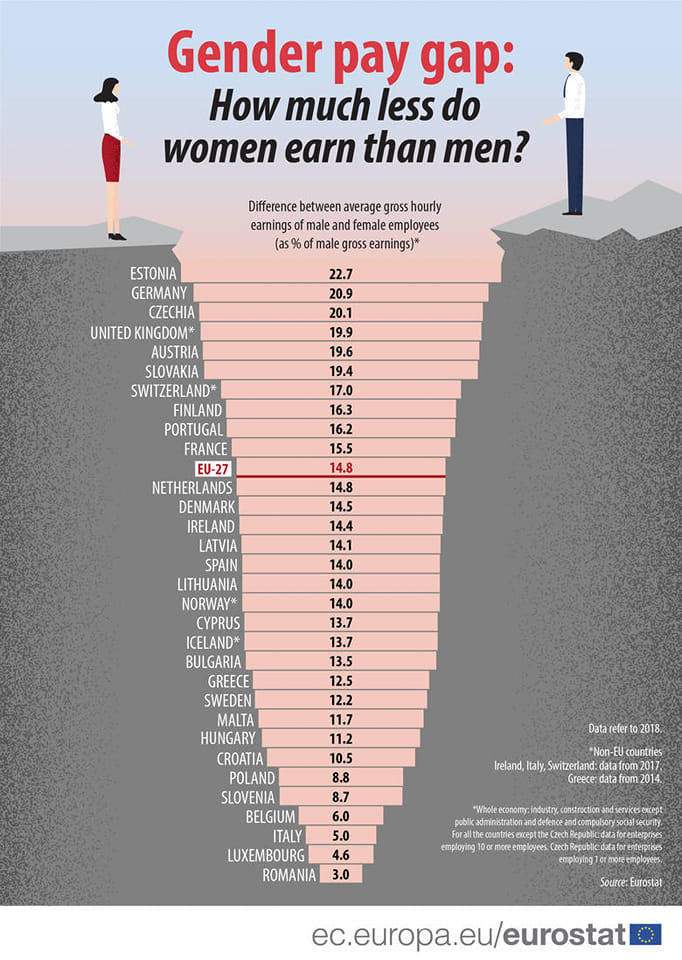 Gender pay gap:
How much less do
women earn than men?
Difference between average gross hourly
earnings of male and female employees
(as % of male gross earnings)*
ESTONIA 22.7
GERMANY 20.9
CZECHIA 20.1
UNITED KINGDOM* 19.9
AUSTRIA 19.6
SLOVAKIA 19.4
SWITZERLAND* 17.0
FINLAND 16.3
PORTUGAL 16.2
FRANCE 15.5
EU-27 14.8
NETHERLANDS 14.8
DENMARK 14.5
IRELAND 14.4
LATVIA 14.1
SPAIN 14.0
LITHUANIA 14.0
NORWAY* 14.0
CYPRUS 13.7
ICELAND* 13.7
BULGARIA 13.5
GREECE 12.5
SWEDEN 12.2
MALTA 11.7
HUNGARY 11.2
CROATIA 10.5
POLAND 8.8
SLOVENIA 8.7
BELGIUM 6.0
ITALY 5.0
LUXEMBOURG 4.6
ROMANIA 3.0
Data refer to 2018.
*Non-EU countries
Ireland, Italy, Switzerland: data from 2017.
Greece: data from 2014.
*Whole economy: industry, construction and services except
public administration and defence and compulsory social security.
For all the countries except the Czech Republic: data for enterprises
employing 10 or more employees. Czech Republic: data for enterprises
employing 1 or more employees.
Source: Eurostat
ec.europa.eu/eurostat